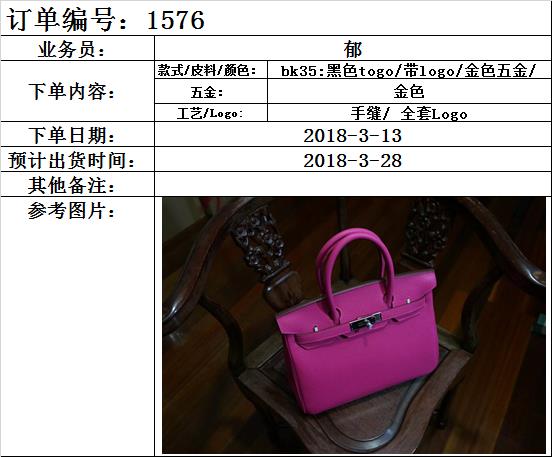 订单编号：1576
业务员： 郁
下单内容： 款式/皮料/颜色： bk35:黑色togo/带logo/金色五金/
五金： 金色
工艺/Logo: 手缝/ 全套Logo
下单日期： 2018-3-13
预计出货时间： 2018-3-28
其他备注：
参考图片：